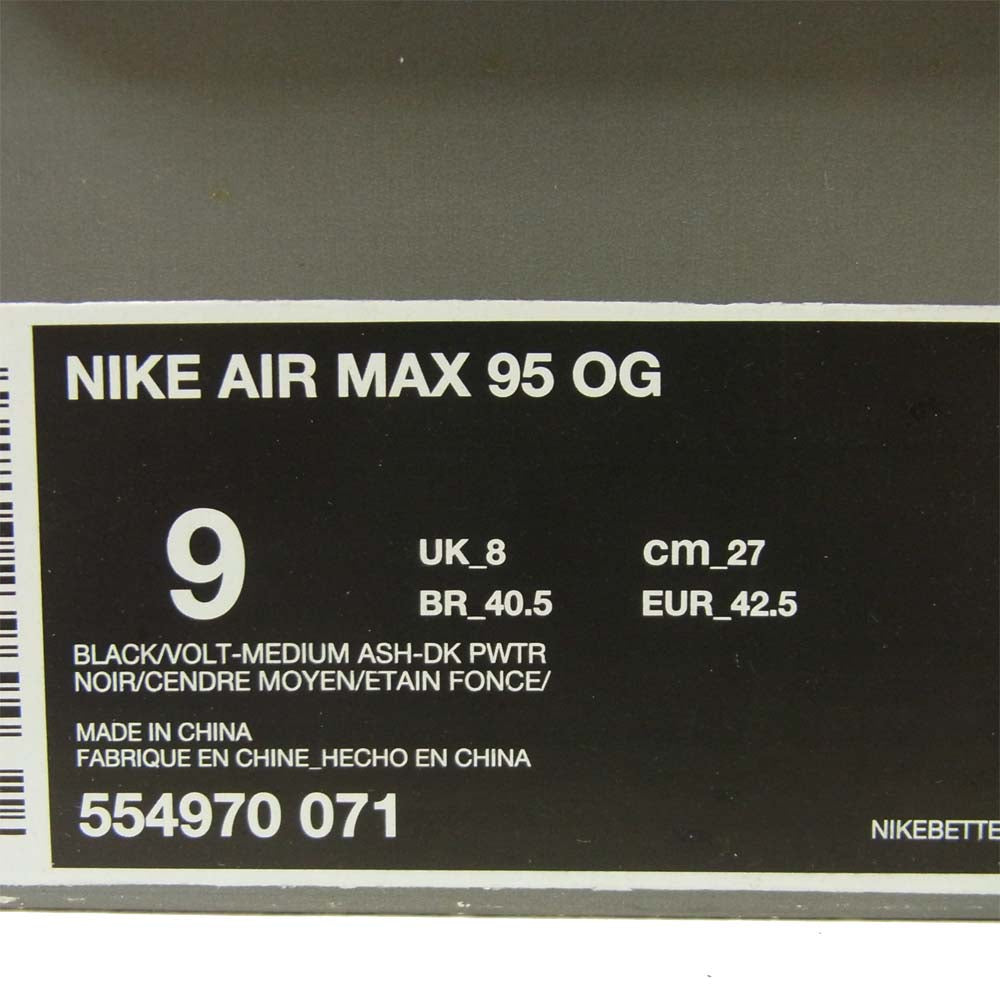 NIKE AIR MAX 95 OG
9
UK_8 cm_27
BR_40.5 EUR_42.5
BLACK/VOLT-MEDIUM ASH-DK PWTR
NOIR/CENDRE MOYEN/ETAIN FONCE/
MADE IN CHINA
FABRIQUE EN CHINE_HECHO EN CHINA
554970 071
NIKEBETTE